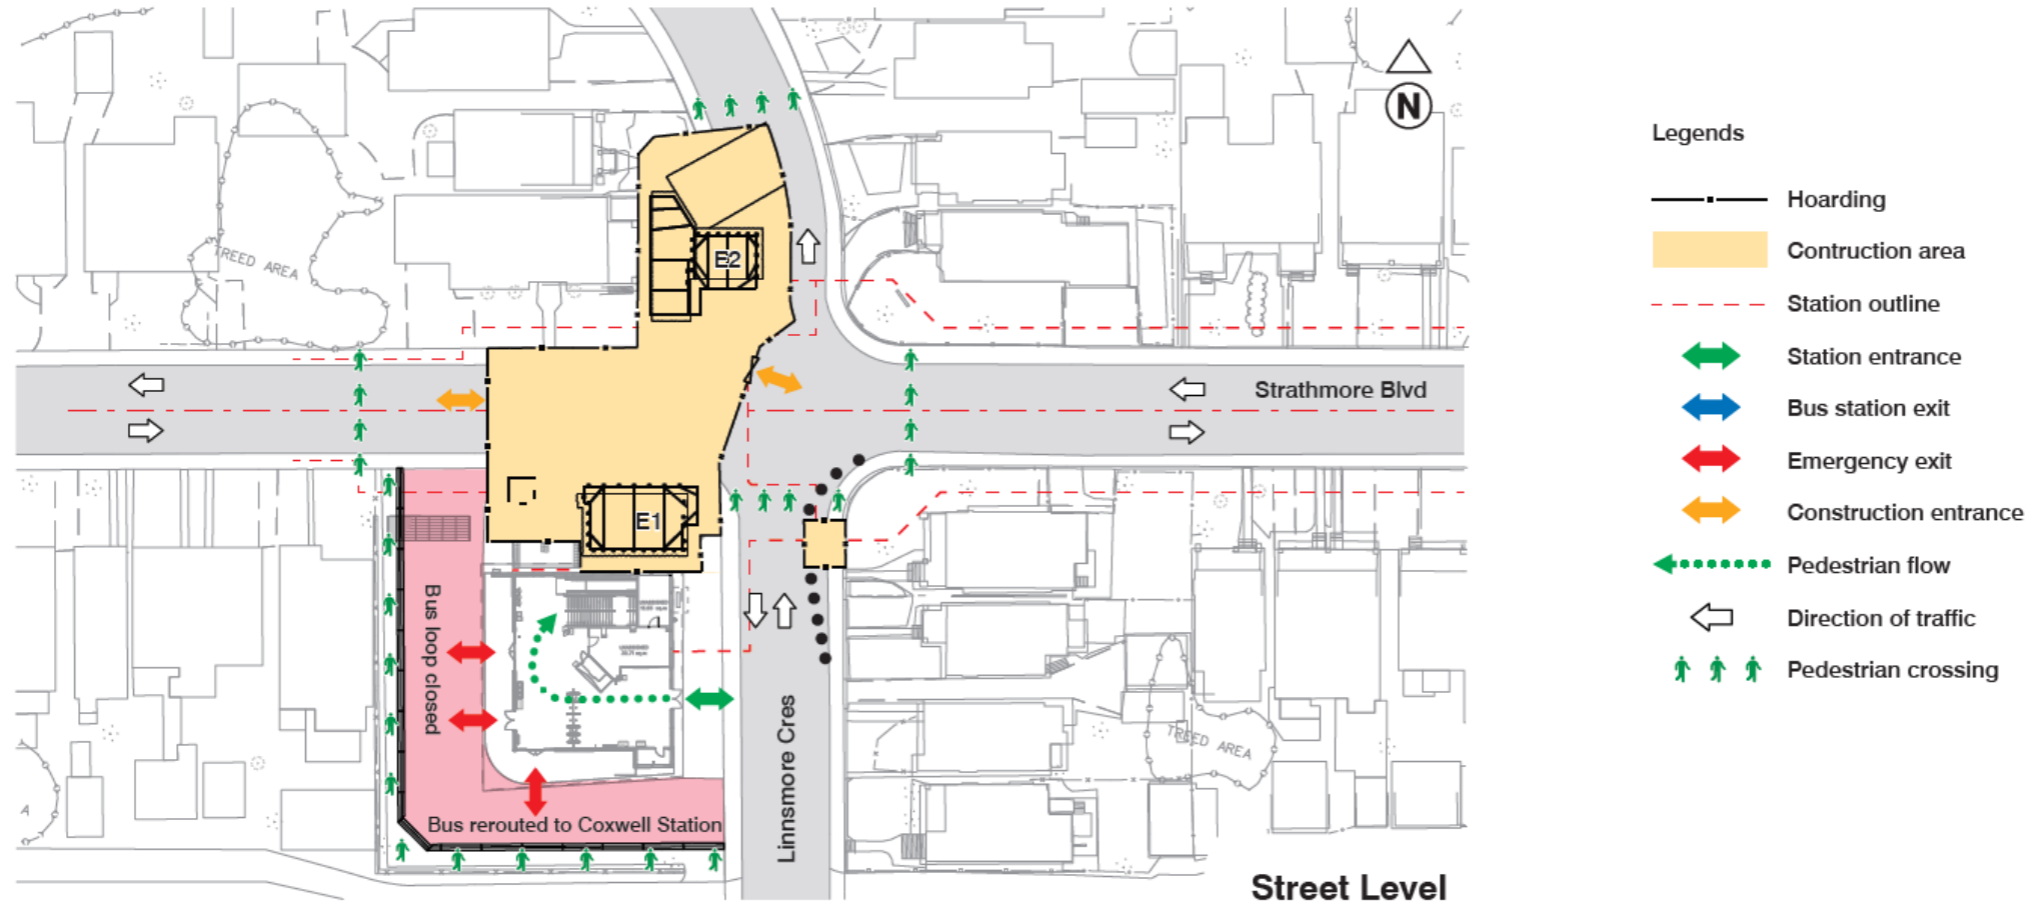 N
TREED AREA
E2
Strathmore Blvd
E1
Bus loop closed
Linnsmore Cres
TREED AREA
A
Bus rerouted to Coxwell Station
Street Level
Legends
Hoarding
Contruction area
Station outline
Station entrance
Bus station exit
Emergency exit
Construction entrance
Pedestrian flow
Direction of traffic
Pedestrian crossing